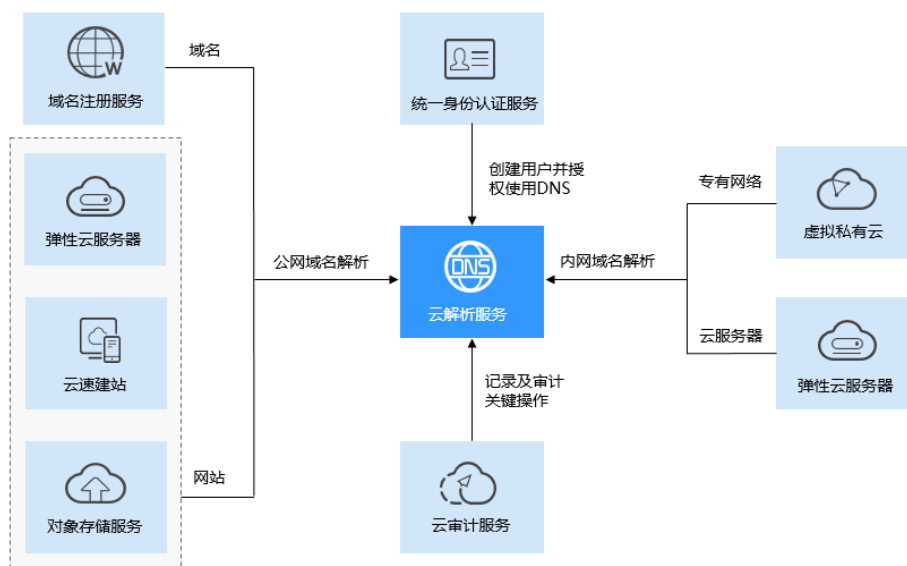 W
域名注册服务
域名
弹性云服务器
云速建站
对象存储服务
网站
公网域名解析
统一身份认证服务
创建用户并授
权使用DNS
DNS
云解析服务
记录及审计
关键操作
云审计服务
内网域名解析
专有网络
虚拟私有云
云服务器
弹性云服务器